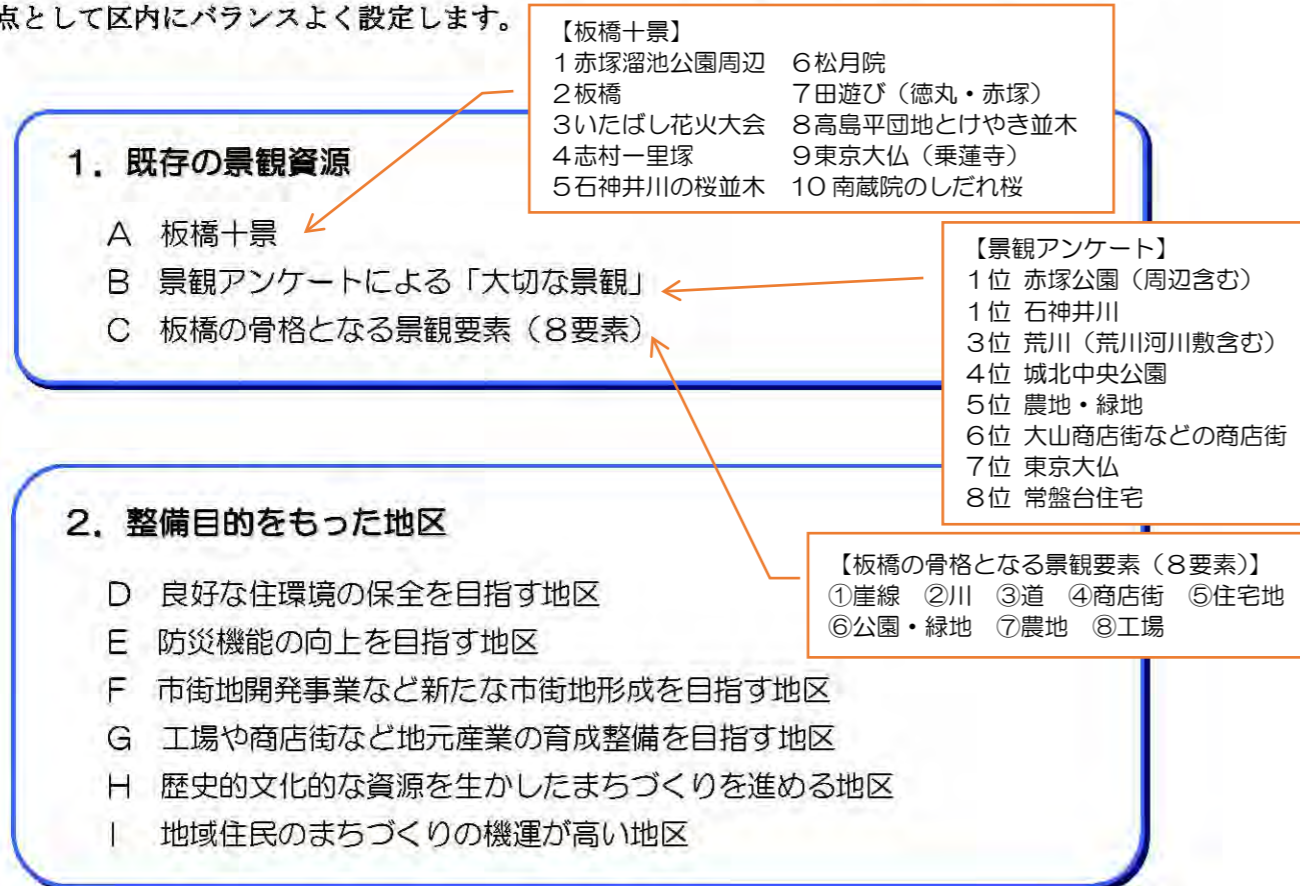 点として区内にバランスよく設定します。
【板橋十景】
1赤塚溜池公園周辺 6松月院
2板橋 7田遊び（徳丸・赤塚）
3いたばし花火大会 8高島平団地とけやき並木
4志村一里塚 9東京大仏（乗蓮寺）
5石神井川の桜並木 10南蔵院のしだれ桜
1．既存の景観資源
A 板橋十景
B 景観アンケートによる「大切な景観」
C 板橋の骨格となる景観要素（8要素）
【景観アンケート】
1位 赤塚公園（周辺含む）
1位 石神井川
3位 荒川（荒川河川敷含む）
4位 城北中央公園
5位 農地・緑地
6位 大山商店街などの商店街
7位 東京大仏
8位 常盤台住宅
【板橋の骨格となる景観要素（8要素）】
①崖線 ②川 ③道 ④商店街 ⑤住宅地
⑥公園・緑地 ⑦農地 ⑧工場
2．整備目的をもった地区
D 良好な住環境の保全を目指す地区
E 防災機能の向上を目指す地区
F 市街地開発事業など新たな市街地形成を目指す地区
G 工場や商店街など地元産業の育成整備を目指す地区
H 歴史的文化的な資源を生かしたまちづくりを進める地区
I 地域住民のまちづくりの機運が高い地区